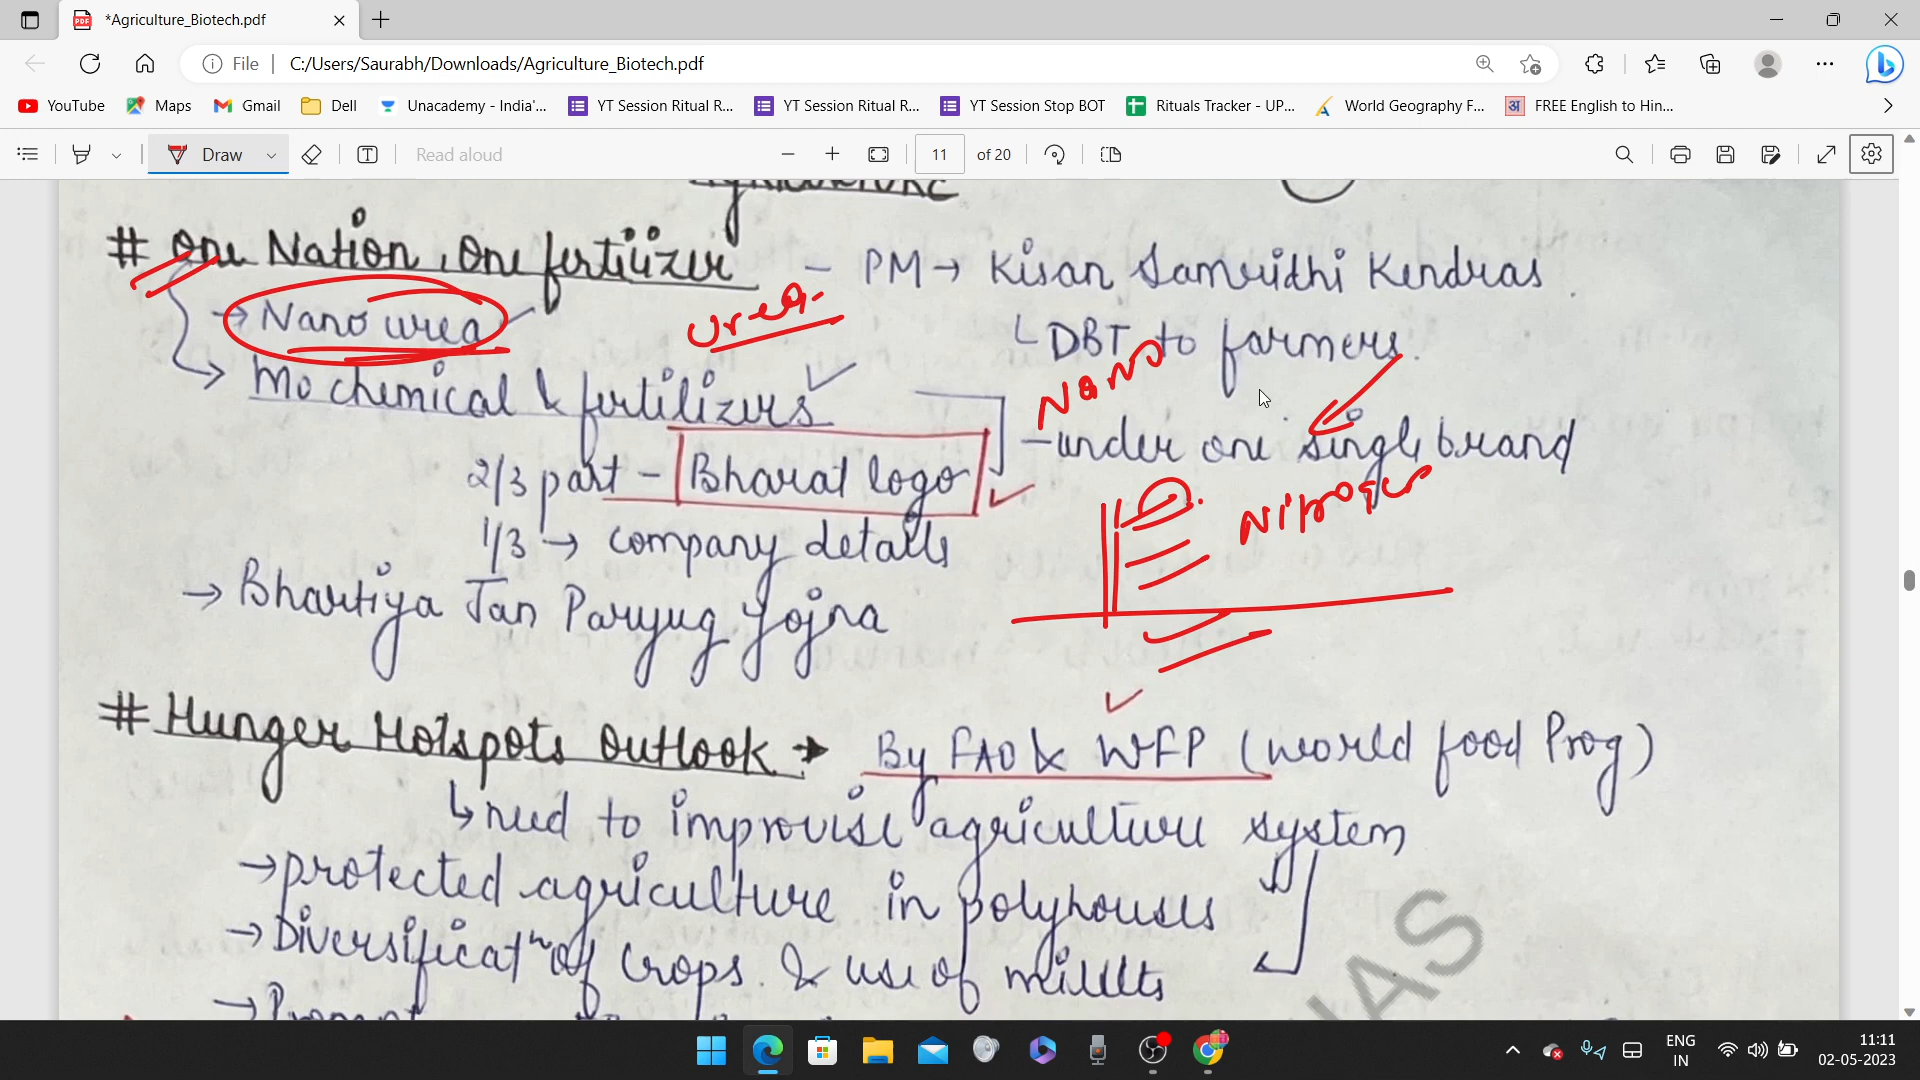 *Agriculture_Biotech.pdf
File C:/Users/Saurabh/Downloads/Agriculture_Biotech.pdf
YouTube Maps Gmail Dell Unacademy - India'... YT Session Ritual R... YT Session Ritual R... YT Session Stop BOT Rituals Tracker - UP... World Geography F... FREE English to Hin...
Draw Read aloud 11 of 20
# One Nation, One fertilizer – PM → Kisan Samridhi Kendras
→ Nano urea Urea DBT to farmers.
→ Mo chemical & fertilizers Nano
– under one single brand
2/3 part – Bharat logo Nitrogen
1/3 → company details
→ Bhartiya Jan Paryug Yojna
# Hunger Hotspots Outlook → By FAO & WFP (World food Prog)
↳ need to improvise agriculture system
→ protected agriculture in polyhouses
→ Diversificatⁿ of Crops. & use of millets
IAS
ENG
IN
11:11
02-05-2023